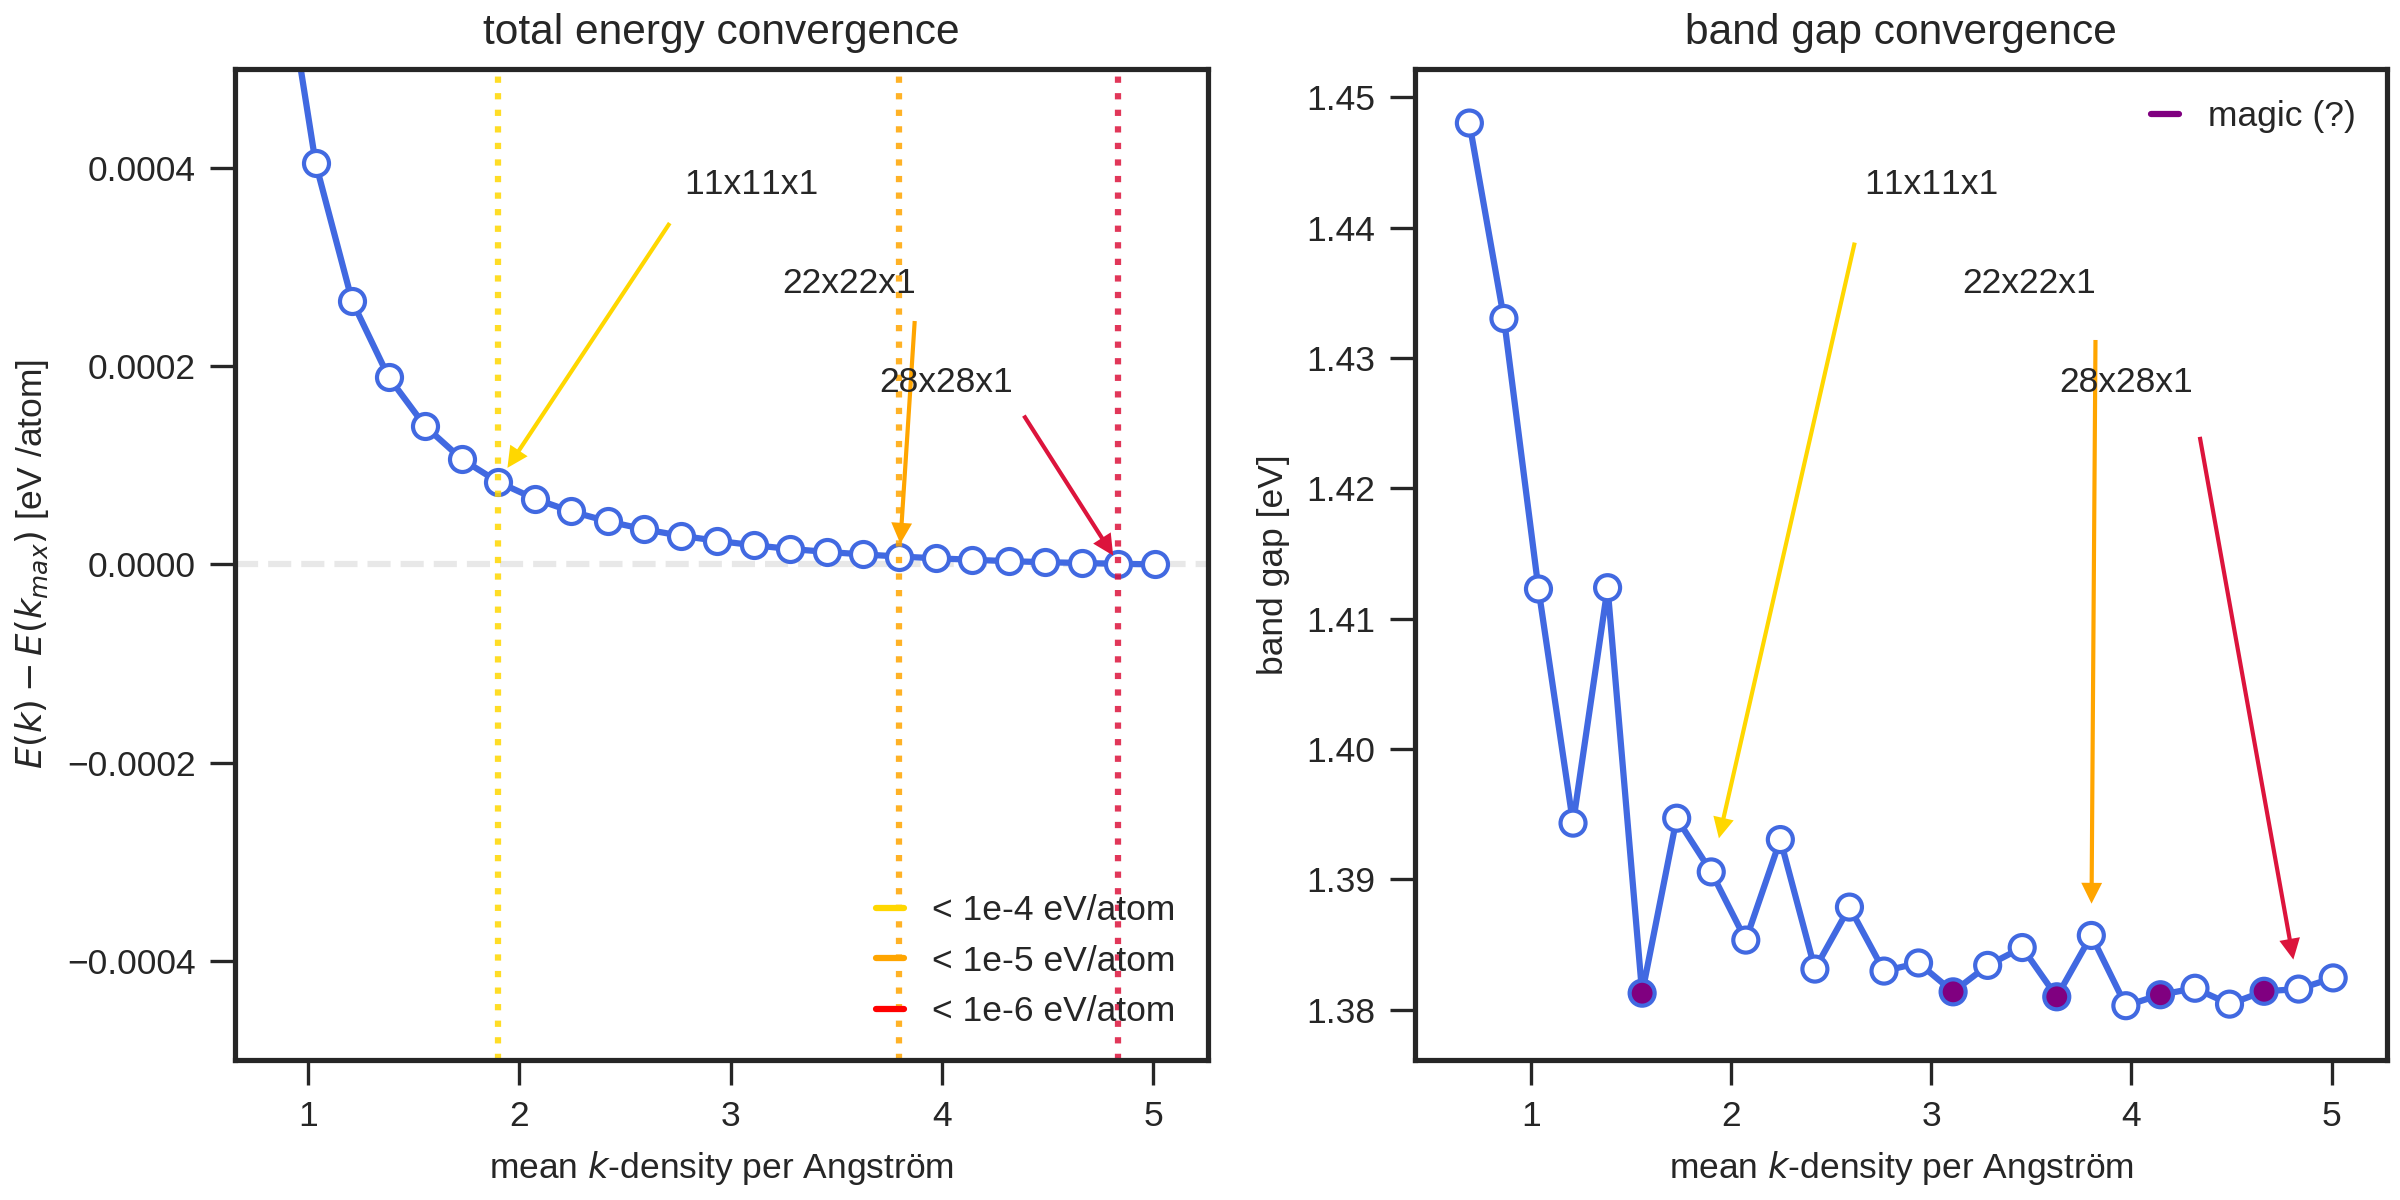 total energy convergence
0.0004
0.0002
0.0000
−0.0002
−0.0004
E(k) − E(kmax) [eV /atom]
11x11x1
22x22x1
28x28x1
< 1e-4 eV/atom
< 1e-5 eV/atom
< 1e-6 eV/atom
1 2 3 4 5
mean k-density per Angström
band gap convergence
1.45
1.44
1.43
1.42
1.41
1.40
1.39
1.38
band gap [eV]
magic (?)
11x11x1
22x22x1
28x28x1
1 2 3 4 5
mean k-density per Angström